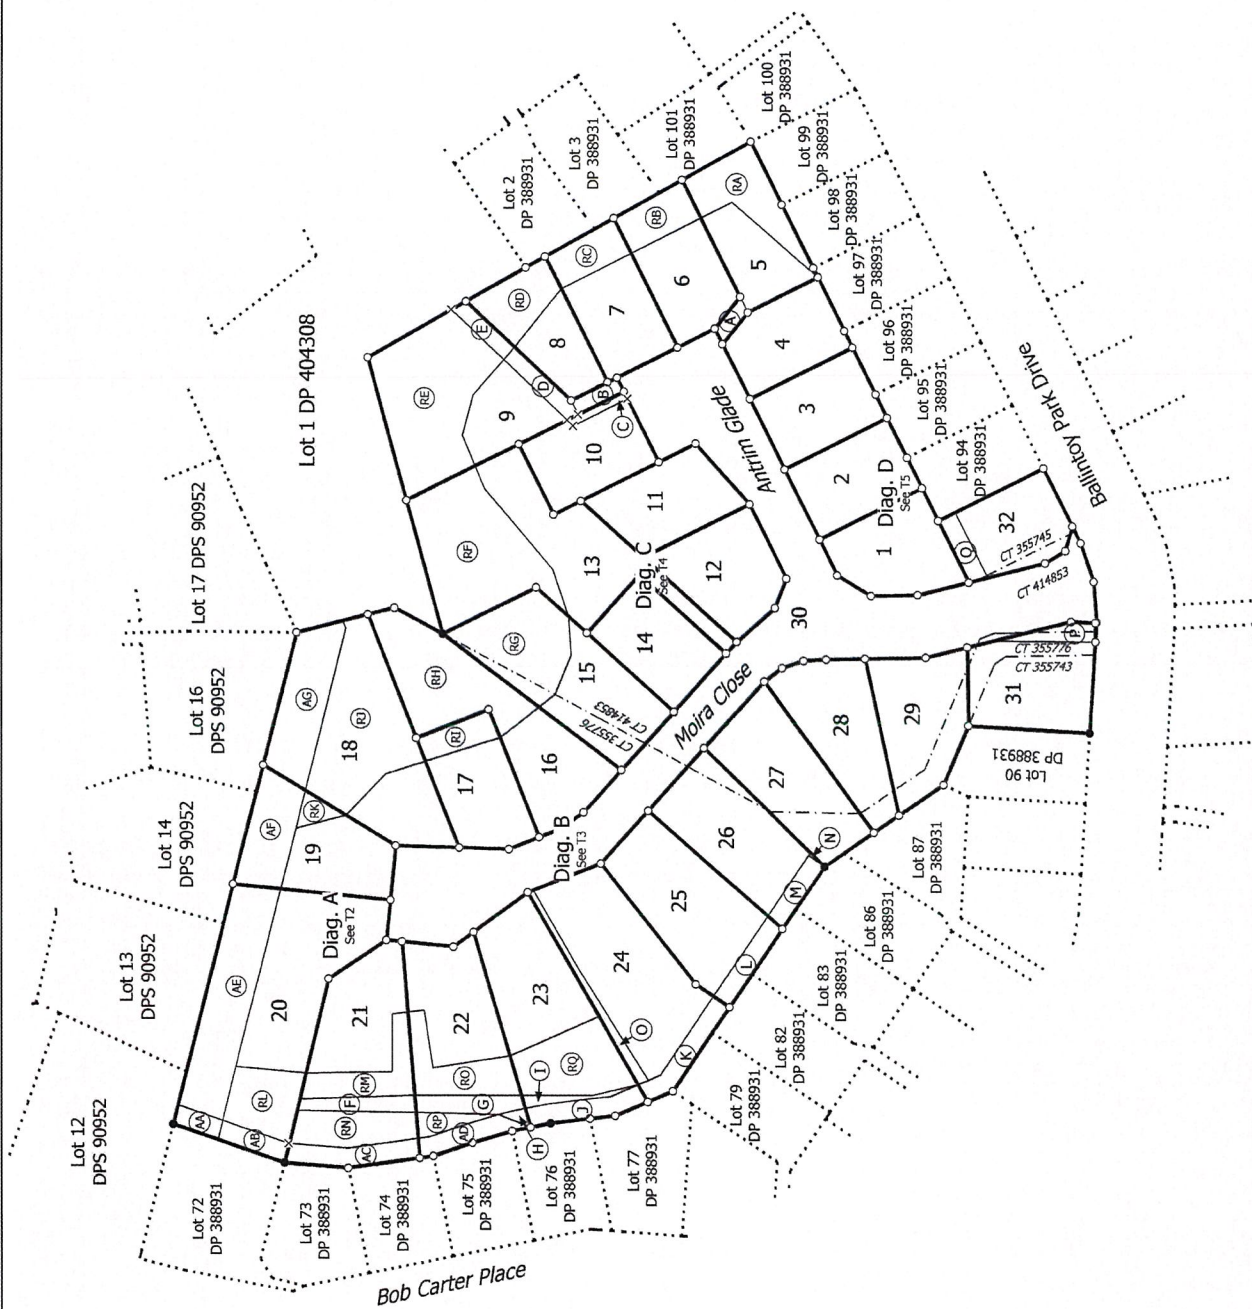 Lot 100
DP 388931
Lot 3
DP 388931
Lot 2
DP 388931
Lot 101
DP 388931
Lot 99
DP 388931
Lot 98
DP 388931
Lot 97
DP 388931
Lot 96
DP 388931
Lot 95
DP 388931
Lot 94
DP 388931
Lot 1 DP 404308
Lot 17 DPS 90952
Lot 16
DPS 90952
Lot 14
DPS 90952
Lot 13
DPS 90952
Lot 12
DPS 90952
RA
RB
RC
RD
RE
RF
RG
RH
RI
RJ
RK
RL
RM
RN
RO
RP
RQ
AA
AB
AC
AD
AE
AF
AG
A
B
C
D
E
F
G
H
I
J
K
L
M
N
O
P
Q
1
2
3
4
5
6
7
8
9
10
11
12
13
14
15
16
17
18
19
20
21
22
23
24
25
26
27
28
29
30
31
32
Antrim Glade
Moira Close
Ballintoy Park Drive
Bob Carter Place
Diag. A
See T2
Diag. B
See T3
Diag. C
See T4
Diag. D
See T5
CT 355745
CT 414853
CT 355776
CT 355743
CT 414853
CT 355776
Lot 90
DP 388931
Lot 87
DP 388931
Lot 86
DP 388931
Lot 83
DP 388931
Lot 82
DP 388931
Lot 79
DP 388931
Lot 77
DP 388931
Lot 76
DP 388931
Lot 75
DP 388931
Lot 74
DP 388931
Lot 73
DP 388931
Lot 72
DP 388931